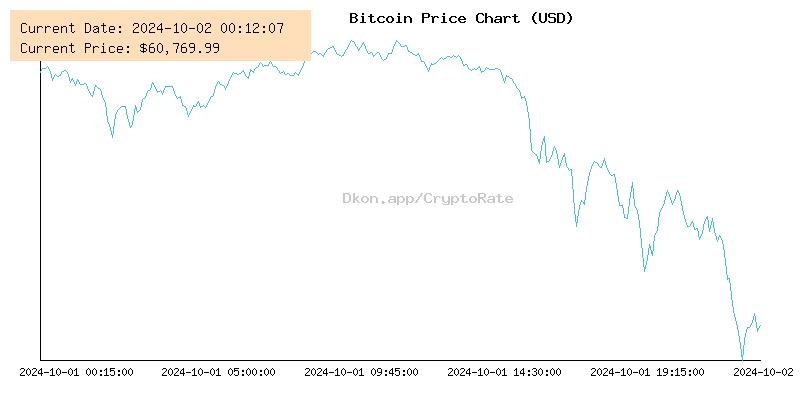 Bitcoin Price Chart (USD)
Current Date: 2024-10-02 00:12:07
Current Price: $60,769.99
Dkon.app/CryptoRate
2024-10-01 00:15:00 2024-10-01 05:00:00 2024-10-01 09:45:00 2024-10-01 14:30:00 2024-10-01 19:15:00 2024-10-02